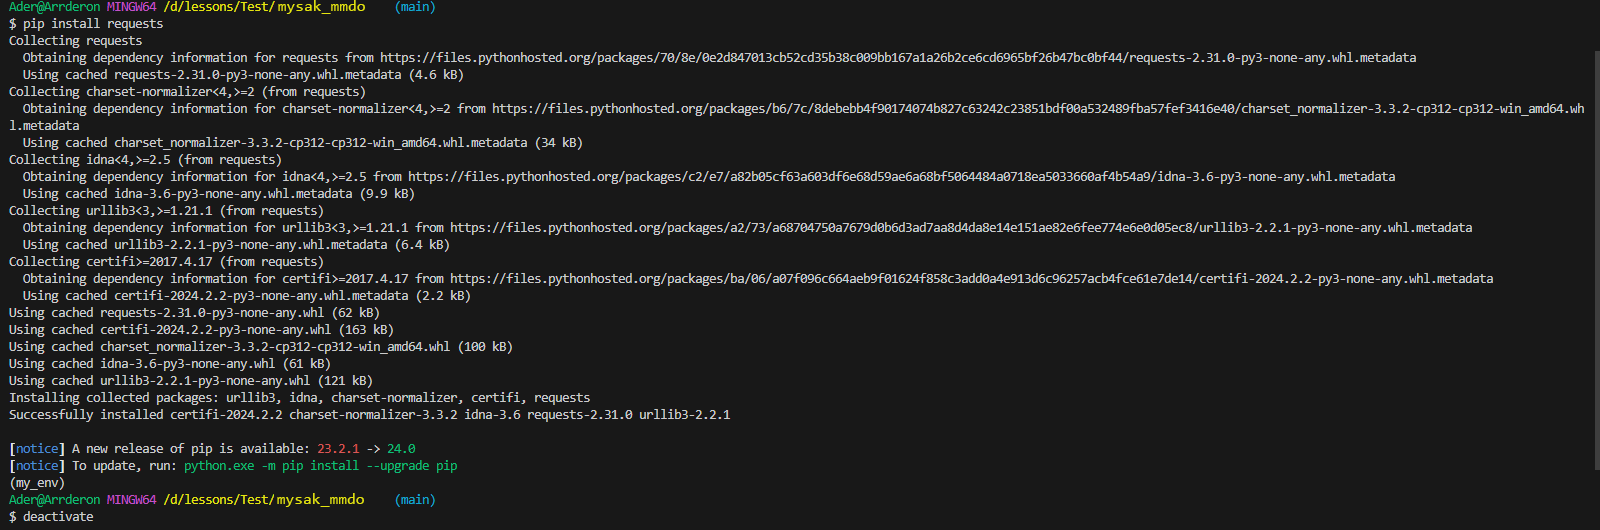 Ader@Arrderon MINGW64 /d/lessons/Test/mysak_mmdo (main)
$ pip install requests
Collecting requests
  Obtaining dependency information for requests from https://files.pythonhosted.org/packages/70/8e/0e2d847013cb52cd35b38c009bb167a1a26b2ce6cd6965bf26b47bc0bf44/requests-2.31.0-py3-none-any.whl.metadata
  Using cached requests-2.31.0-py3-none-any.whl.metadata (4.6 kB)
Collecting charset-normalizer<4,>=2 (from requests)
  Obtaining dependency information for charset-normalizer<4,>=2 from https://files.pythonhosted.org/packages/b6/7c/8debebb4f90174074b827c63242c23851bdf00a532489fba57fef3416e40/charset_normalizer-3.3.2-cp312-cp312-win_amd64.wh
l.metadata
  Using cached charset_normalizer-3.3.2-cp312-cp312-win_amd64.whl.metadata (34 kB)
Collecting idna<4,>=2.5 (from requests)
  Obtaining dependency information for idna<4,>=2.5 from https://files.pythonhosted.org/packages/c2/e7/a82b05cf63a603df6e68d59ae6a68bf5064484a0718ea5033660af4b54a9/idna-3.6-py3-none-any.whl.metadata
  Using cached idna-3.6-py3-none-any.whl.metadata (9.9 kB)
Collecting urllib3<3,>=1.21.1 (from requests)
  Obtaining dependency information for urllib3<3,>=1.21.1 from https://files.pythonhosted.org/packages/a2/73/a68704750a7679d0b6d3ad7aa8d4da8e14e151ae82e6fee774e6e0d05ec8/urllib3-2.2.1-py3-none-any.whl.metadata
  Using cached urllib3-2.2.1-py3-none-any.whl.metadata (6.4 kB)
Collecting certifi>=2017.4.17 (from requests)
  Obtaining dependency information for certifi>=2017.4.17 from https://files.pythonhosted.org/packages/ba/06/a07f096c664aeb9f01624f858c3add0a4e913d6c96257acb4fce61e7de14/certifi-2024.2.2-py3-none-any.whl.metadata
  Using cached certifi-2024.2.2-py3-none-any.whl.metadata (2.2 kB)
Using cached requests-2.31.0-py3-none-any.whl (62 kB)
Using cached certifi-2024.2.2-py3-none-any.whl (163 kB)
Using cached charset_normalizer-3.3.2-cp312-cp312-win_amd64.whl (100 kB)
Using cached idna-3.6-py3-none-any.whl (61 kB)
Using cached urllib3-2.2.1-py3-none-any.whl (121 kB)
Installing collected packages: urllib3, idna, charset-normalizer, certifi, requests
Successfully installed certifi-2024.2.2 charset-normalizer-3.3.2 idna-3.6 requests-2.31.0 urllib3-2.2.1

[notice] A new release of pip is available: 23.2.1 -> 24.0
[notice] To update, run: python.exe -m pip install --upgrade pip
(my_env)
Ader@Arrderon MINGW64 /d/lessons/Test/mysak_mmdo (main)
$ deactivate